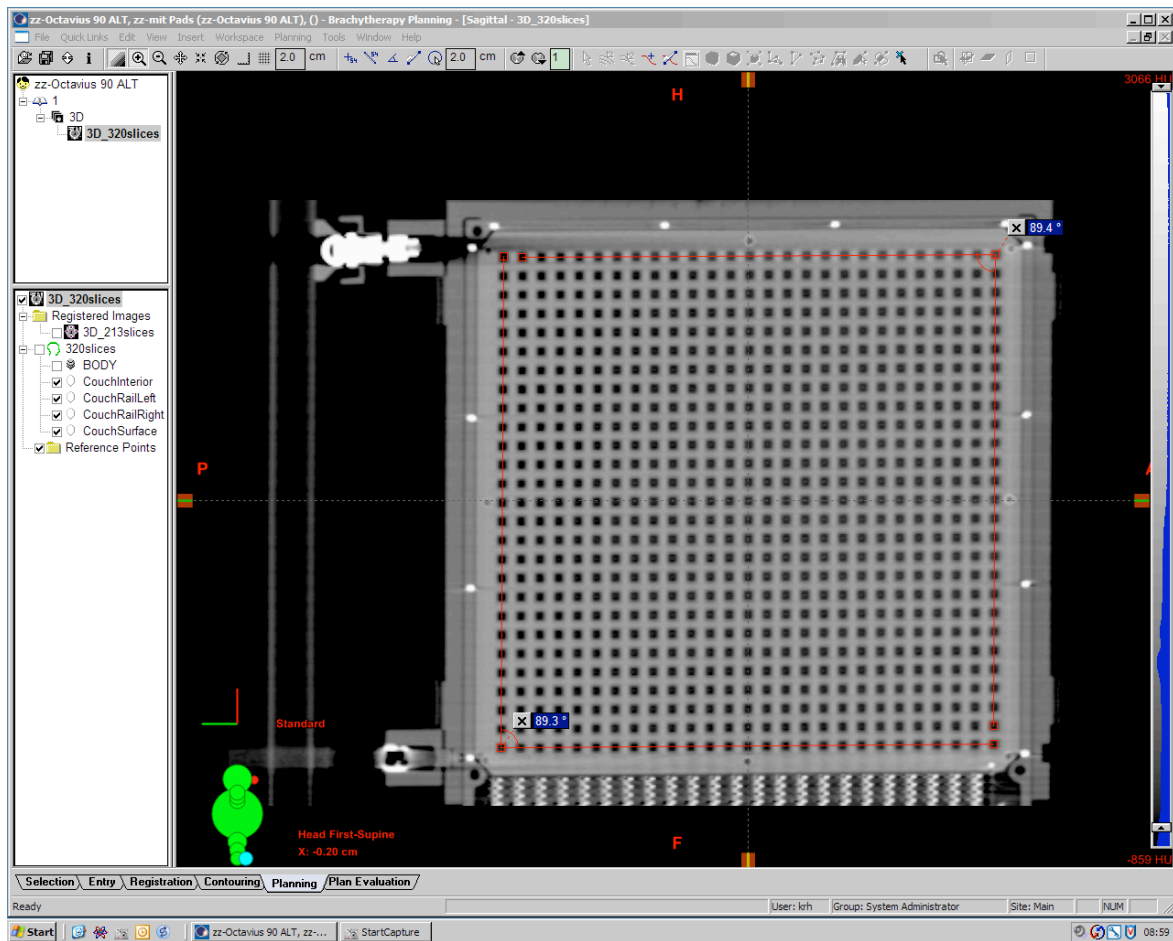 zz-Octavius 90 ALT, zz-mit Pads (zz-Octavius 90 ALT), () - Brachytherapy Planning - [Sagittal - 3D_320slices]
File Quick Links Edit View Insert Workspace Planning Tools Window Help
2.0 cm 2.0 cm 1
zz-Octavius 90 ALT
1
3D
3D_320slices
3D_320slices
Registered Images
3D_213slices
320slices
BODY
CouchInterior
CouchRailLeft
CouchRailRight
CouchSurface
Reference Points
3066 HU
H
89.4 °
P
A
89.3 °
Standard
Head First-Supine
X: -0.20 cm
F
-859 HU
Selection Entry Registration Contouring Planning Plan Evaluation
Ready User: krh Group: System Administrator Site: Main NUM
Start zz-Octavius 90 ALT, zz-... StartCapture 08:59